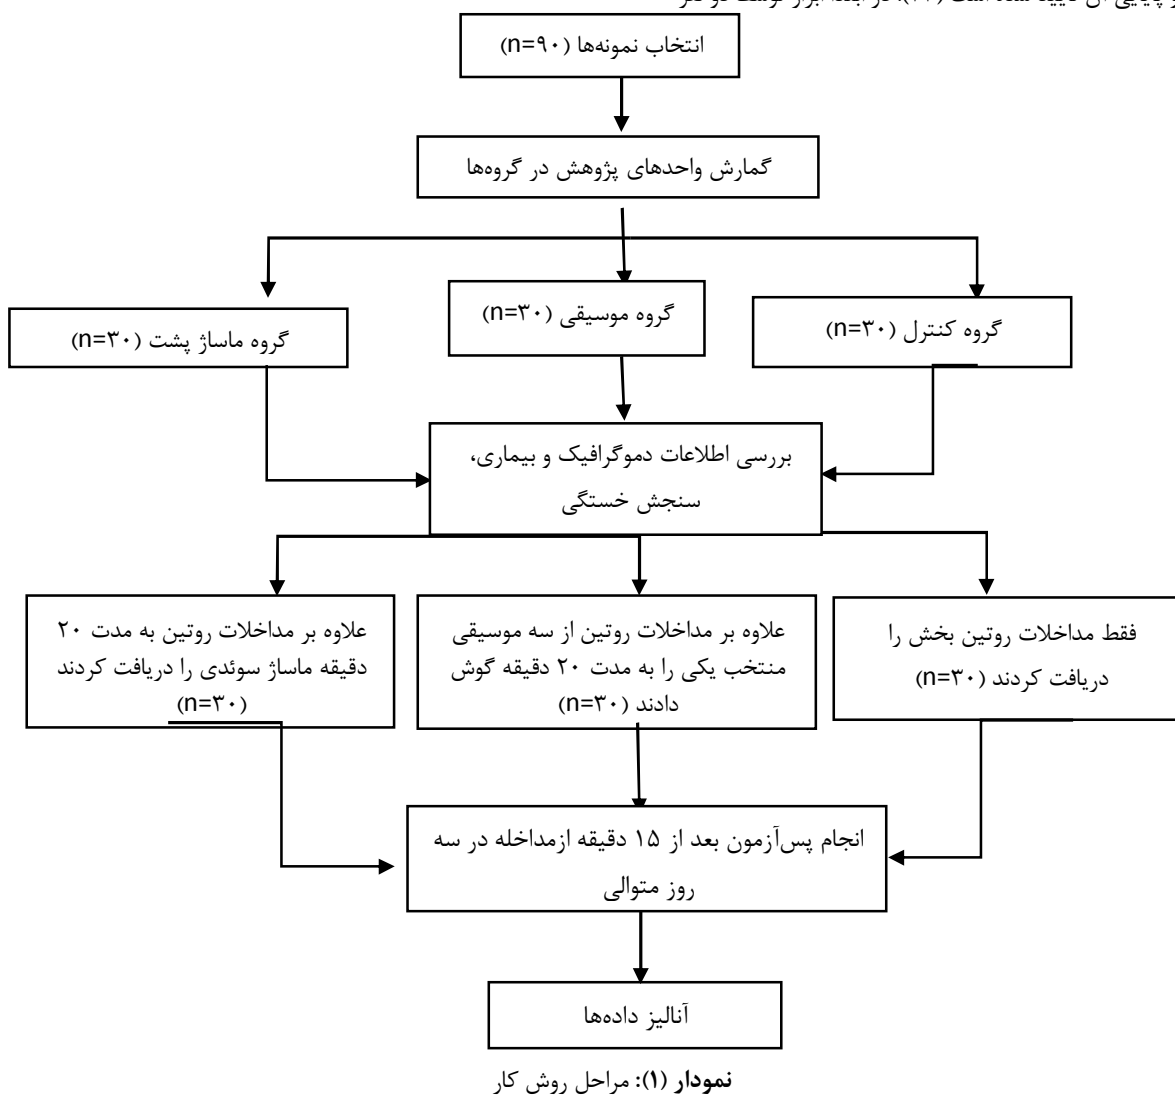 انتخاب نمونه‌ها (n=۹۰)
گمارش واحدهای پژوهش در گروه‌ها
گروه کنترل (n=۳۰)
گروه موسیقی (n=۳۰)
گروه ماساژ پشت (n=۳۰)
بررسی اطلاعات دموگرافیک و بیماری،
سنجش خستگی
فقط مداخلات روتین بخش را
دریافت کردند (n=۳۰)
علاوه بر مداخلات روتین از سه موسیقی
منتخب یکی را به مدت ۲۰ دقیقه گوش
دادند (n=۳۰)
علاوه بر مداخلات روتین به مدت ۲۰
دقیقه ماساژ سوئدی را دریافت کردند
(n=۳۰)
انجام پس‌آزمون بعد از ۱۵ دقیقه ازمداخله در سه
روز متوالی
آنالیز داده‌ها
نمودار (۱): مراحل روش کار